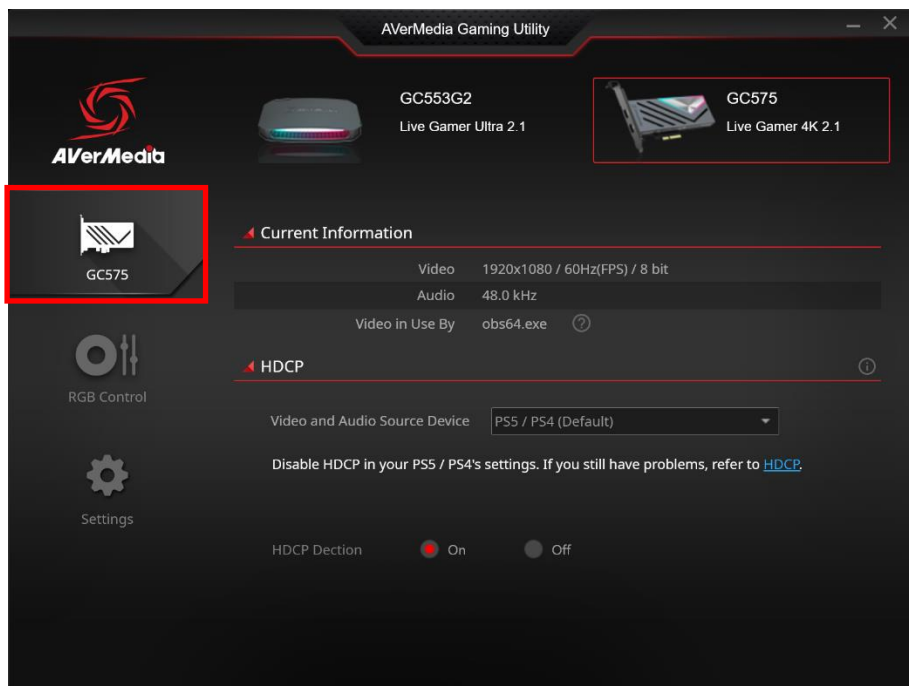 AVerMedia Gaming Utility
AVerMedia
GC553G2
Live Gamer Ultra 2.1
GC575
Live Gamer 4K 2.1
GC575
RGB Control
Settings
Current Information
Video 1920x1080 / 60Hz(FPS) / 8 bit
Audio 48.0 kHz
Video in Use By obs64.exe ?
HDCP
Video and Audio Source Device PS5 / PS4 (Default)
Disable HDCP in your PS5 / PS4's settings. If you still have problems, refer to HDCP.
HDCP Dection On Off